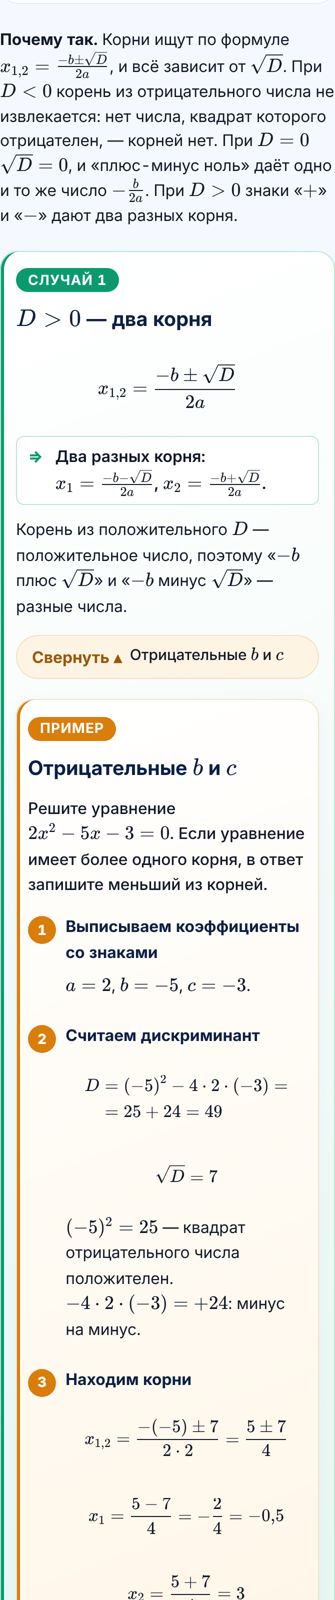 Почему так. Корни ищут по формуле
x₁,₂ = (−b±√D)/(2a), и всё зависит от √D. При
D < 0 корень из отрицательного числа не
извлекается: нет числа, квадрат которого
отрицателен, — корней нет. При D = 0
√D = 0, и «плюс-минус ноль» даёт одно
и то же число −b/(2a). При D > 0 знаки «+»
и «−» дают два разных корня.
СЛУЧАЙ 1
D > 0 — два корня
x₁,₂ = (−b ± √D)/(2a)
⇒ Два разных корня:
x₁ = (−b−√D)/(2a), x₂ = (−b+√D)/(2a).
Корень из положительного D —
положительное число, поэтому «−b
плюс √D» и «−b минус √D» —
разные числа.
Свернуть ▲ Отрицательные b и c
ПРИМЕР
Отрицательные b и c
Решите уравнение
2x² − 5x − 3 = 0. Если уравнение
имеет более одного корня, в ответ
запишите меньший из корней.
1 Выписываем коэффициенты
со знаками
a = 2, b = −5, c = −3.
2 Считаем дискриминант
D = (−5)² − 4 · 2 · (−3) =
= 25 + 24 = 49
√D = 7
(−5)² = 25 — квадрат
отрицательного числа
положителен.
−4 · 2 · (−3) = +24: минус
на минус.
3 Находим корни
x₁,₂ = (−(−5) ± 7)/(2 · 2) = (5 ± 7)/4
x₁ = (5 − 7)/4 = −2/4 = −0,5
x₂ = (5 + 7)/ = 3